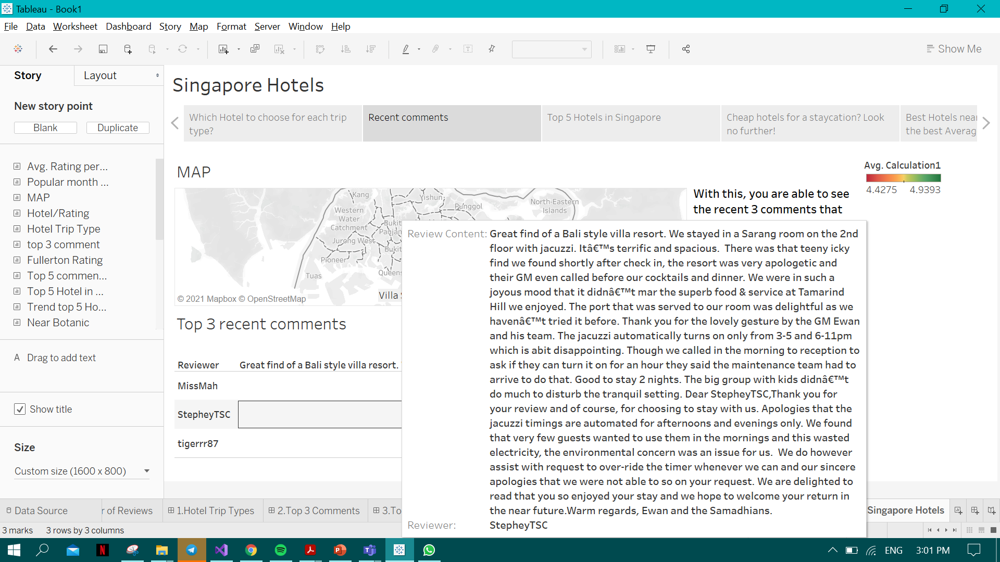 Tableau - Book1
File Data Worksheet Dashboard Story Map Format Server Window Help
Show Me
Story
Layout
New story point
Blank
Duplicate
Avg. Rating per...
Popular month ...
MAP
Hotel/Rating
Hotel Trip Type
top 3 comment
Fullerton Rating
Top 5 commen...
Top 5 Hotel in ...
Trend top 5 Ho...
Near Botanic
A Drag to add text
Show title
Size
Custom size (1600 x 800)
Singapore Hotels
Which Hotel to choose for each trip
type?
Recent comments
Top 5 Hotels in Singapore
Cheap hotels for a staycation? Look
no further!
Best Hotels near
the best Averag
MAP
Avg. Calculation1
4.4275 4.9393
With this, you are able to see
the recent 3 comments that
Kang
Yishun
Punggol
North-Eastern
Islands
Western
Water
Catchment
Bukit
Panjan
Jurong West
Bukit
Pioneer
Queens
Tuas
Villa
© 2021 Mapbox © OpenStreetMap
Top 3 recent comments
Reviewer Great find of a Bali style villa resort.
MissMah
StepheyTSC
tigerrr87
Review Content: Great find of a Bali style villa resort. We stayed in a Sarang room on the 2nd
floor with jacuzzi. Itâ€™s terrific and spacious.  There was that teeny icky
find we found shortly after check in, the resort was very apologetic and
their GM even called before our cocktails and dinner. We were in such a
joyous mood that it didnâ€™t mar the superb food & service at Tamarind
Hill we enjoyed. The port that was served to our room was delightful as we
havenâ€™t tried it before. Thank you for the lovely gesture by the GM Ewan
and his team. The jacuzzi automatically turns on only from 3-5 and 6-11pm
which is abit disappointing. Though we called in the morning to reception to
ask if they can turn it on for an hour they said the maintenance team had to
arrive to do that. Good to stay 2 nights. The big group with kids didnâ€™t
do much to disturb the tranquil setting. Dear StepheyTSC,Thank you for
your review and of course, for choosing to stay with us. Apologies that the
jacuzzi timings are automated for afternoons and evenings only. We found
that very few guests wanted to use them in the mornings and this wasted
electricity, the environmental concern was an issue for us.  We do however
assist with request to over-ride the timer whenever we can and our sincere
apologies that we were not able to so on your request. We are delighted to
read that you so enjoyed your stay and we hope to welcome your return in
the near future.Warm regards, Ewan and the Samadhians.
Reviewer: StepheyTSC
Data Source
r of Reviews
1.Hotel Trip Types
2.Top 3 Comments
3.To
Singapore Hotels
3 marks 3 rows by 3 columns
ENG 3:01 PM